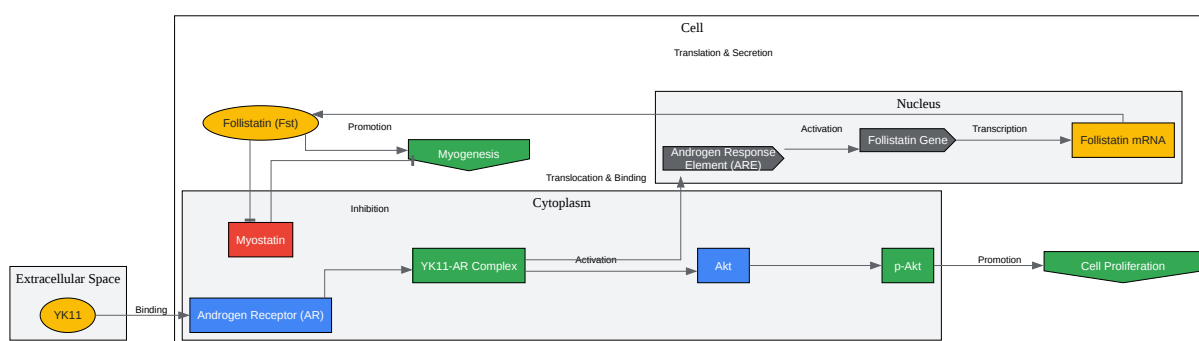 Cell
Translation & Secretion
Nucleus
Follistatin (Fst)
Promotion
Myogenesis
Androgen Response
Element (ARE)
Activation
Follistatin Gene
Transcription
Follistatin mRNA
Translocation & Binding
Cytoplasm
Inhibition
Myostatin
YK11-AR Complex
Activation
Akt
p-Akt
Promotion
Cell Proliferation
Extracellular Space
YK11
Binding
Androgen Receptor (AR)